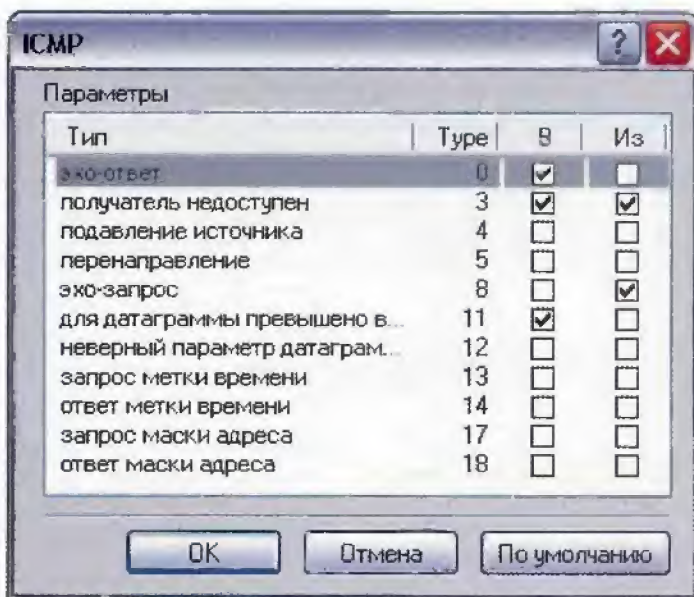 ICMP
Параметры
Тип Type В Из
эхо-ответ 0
получатель недоступен 3
подавление источника 4
перенаправление 5
эхо-запрос 8
для датаграммы превышено в... 11
неверный параметр датаграм... 12
запрос метки времени 13
ответ метки времени 14
запрос маски адреса 17
ответ маски адреса 18
OK Отмена По умолчанию